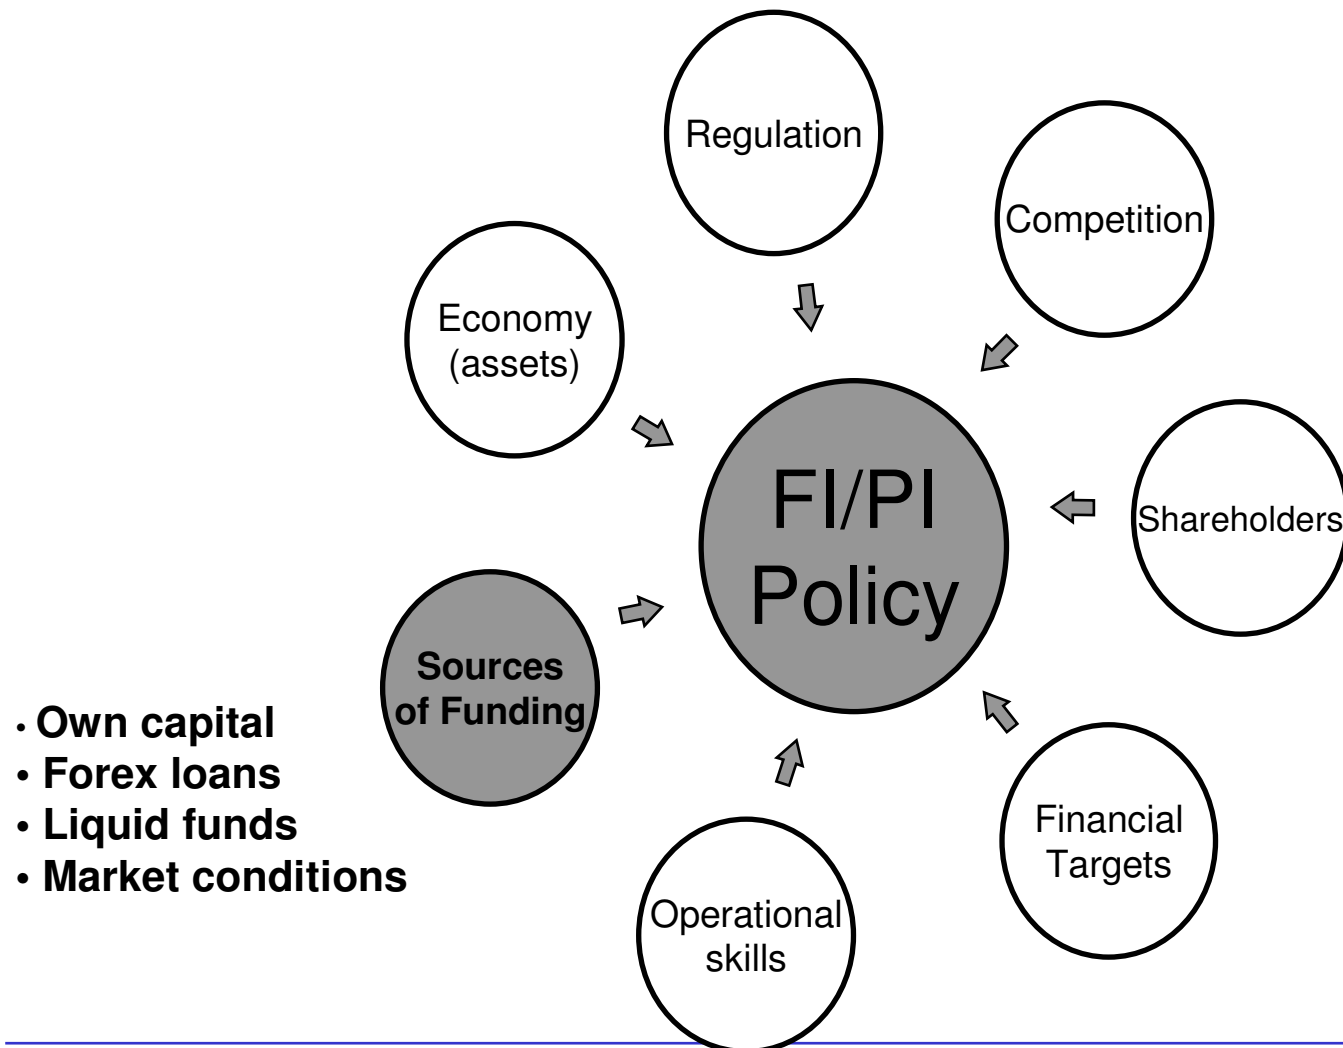 Regulation
Competition
Economy
(assets)
FI/PI
Policy
Shareholders
Sources
of Funding
• Own capital
• Forex loans
• Liquid funds
• Market conditions
Financial
Targets
Operational
skills